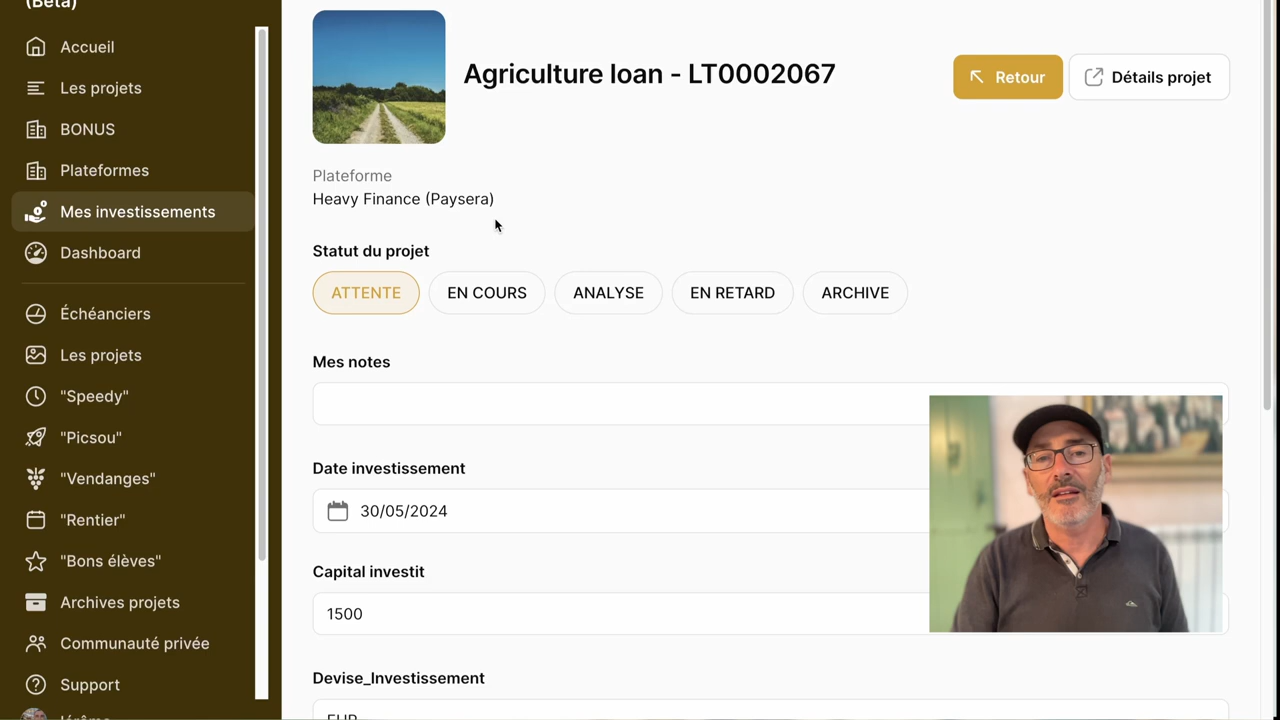 (Beta)
Accueil
Les projets
BONUS
Plateformes
Mes investissements
Dashboard
Échéanciers
Les projets
"Speedy"
"Picsou"
"Vendanges"
"Rentier"
"Bons élèves"
Archives projets
Communauté privée
Support
Jérôme
Agriculture loan - LT0002067
Retour
Détails projet
Plateforme
Heavy Finance (Paysera)
Statut du projet
ATTENTE
EN COURS
ANALYSE
EN RETARD
ARCHIVE
Mes notes
Date investissement
30/05/2024
Capital investit
1500
Devise_Investissement
EUR